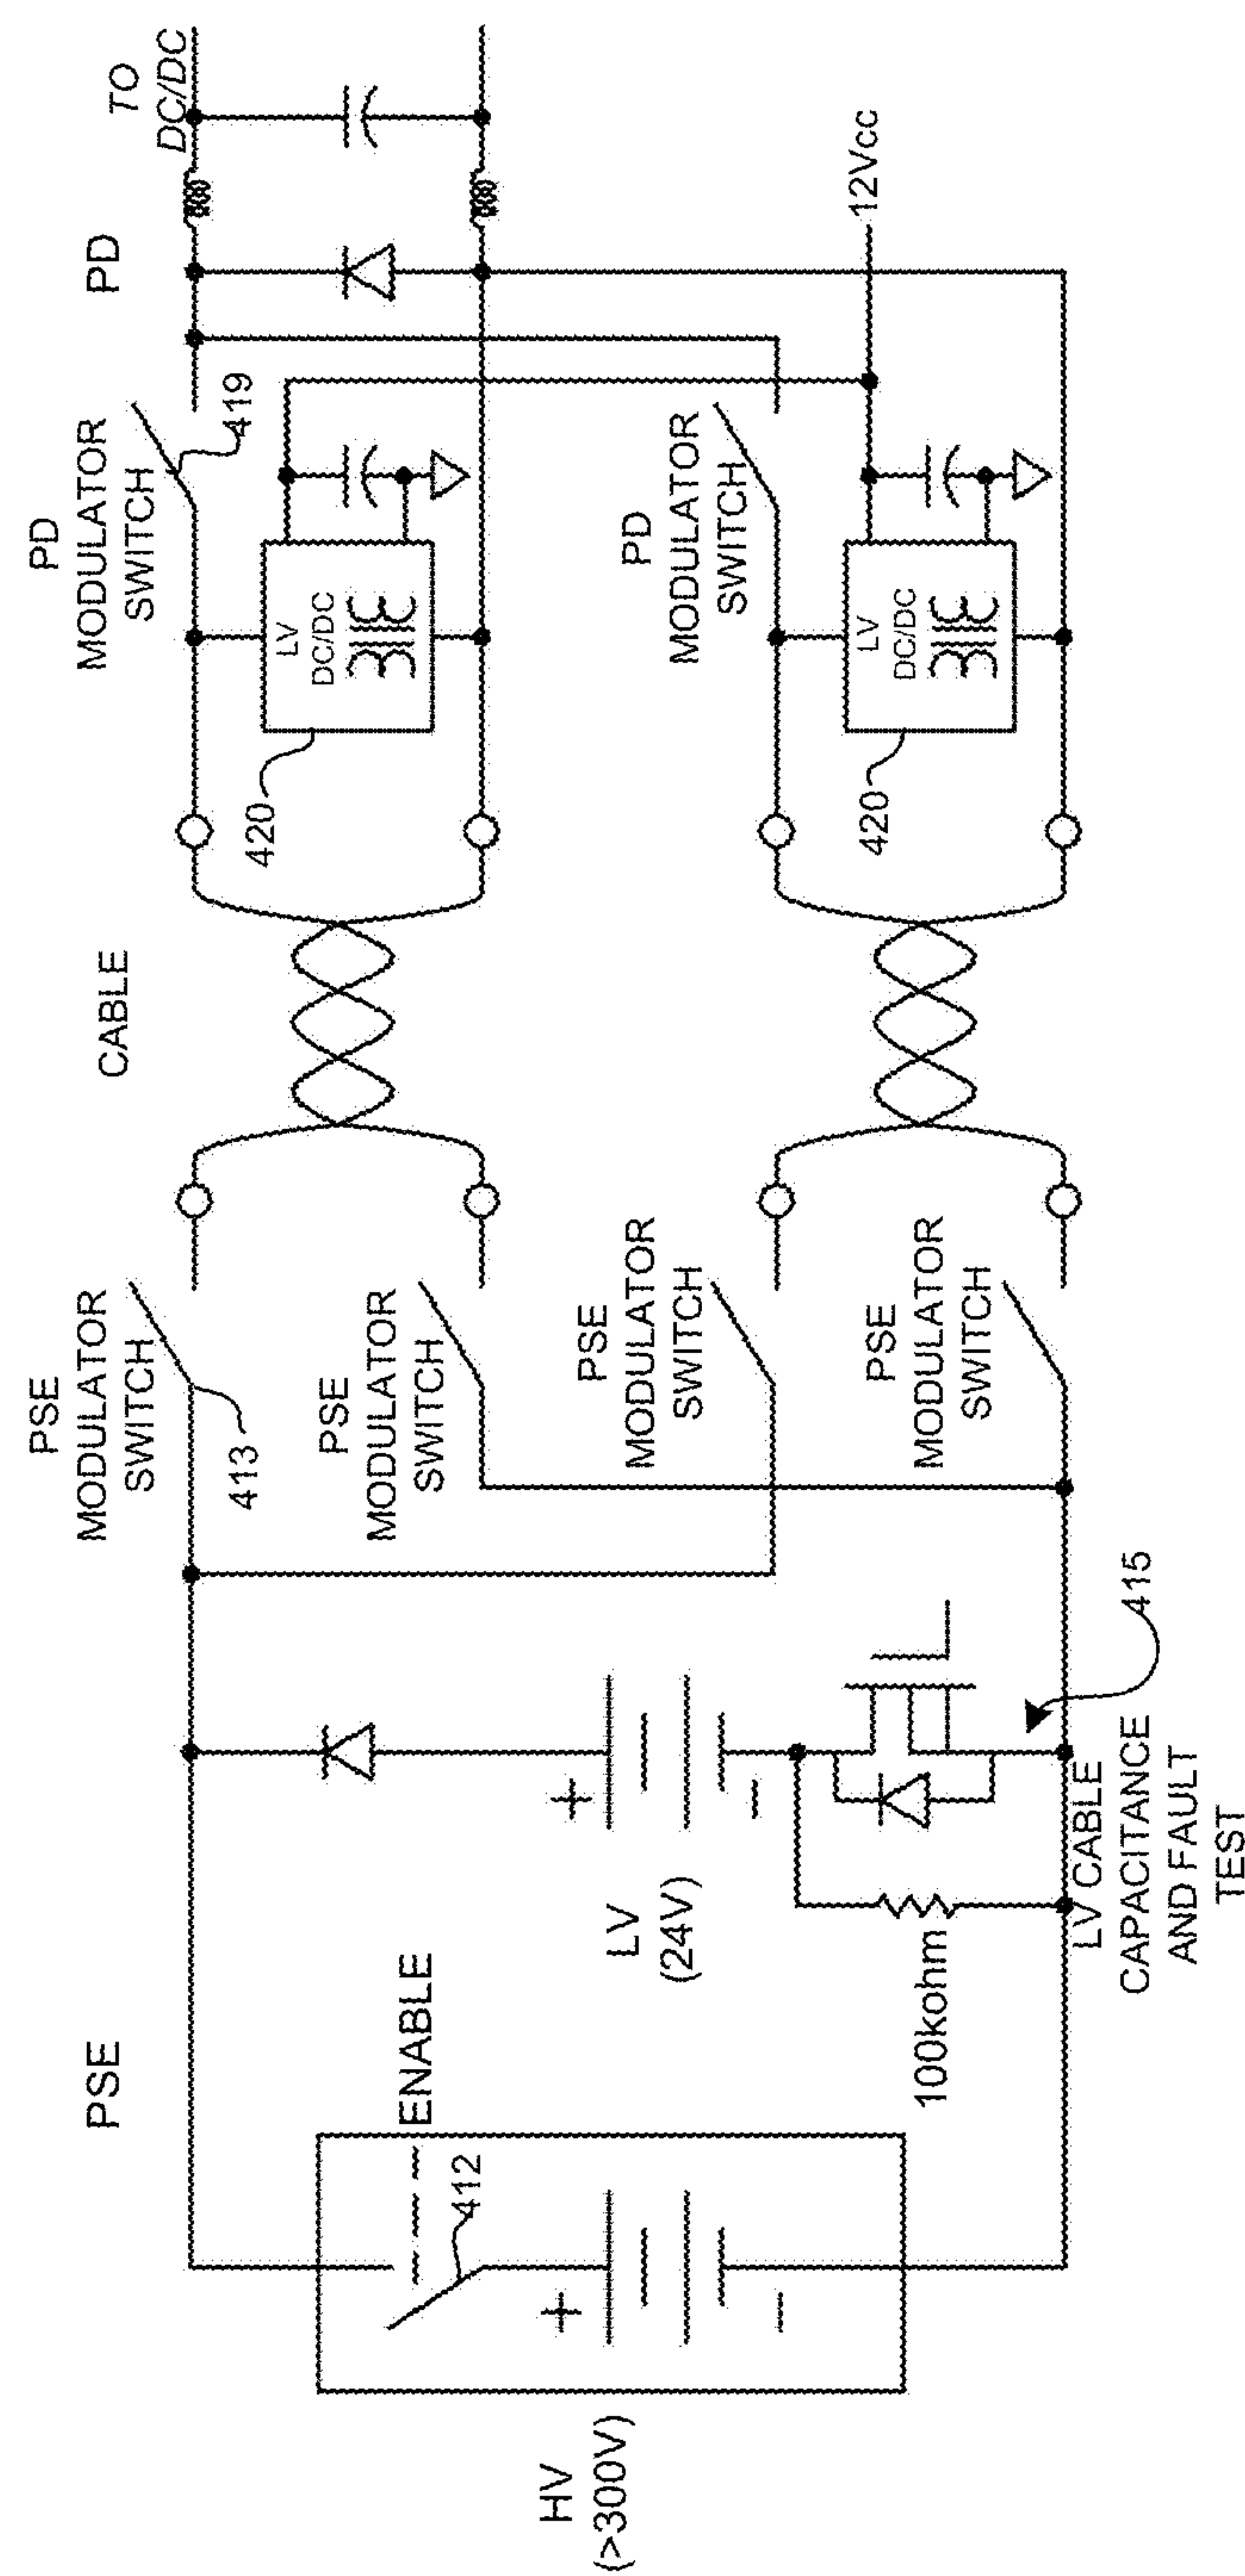 PSE
CABLE
PD
TO
DC/DC
HV
(>300V)
ENABLE
412
+
−
LV
(24V)
+
−
100kohm
LV CABLE
CAPACITANCE
AND FAULT
TEST
415
PSE
MODULATOR
SWITCH
413
PSE
MODULATOR
SWITCH
PSE
MODULATOR
SWITCH
PSE
MODULATOR
SWITCH
PD
MODULATOR
SWITCH
419
LV
DC/DC
420
PD
MODULATOR
SWITCH
LV
DC/DC
420
12Vcc